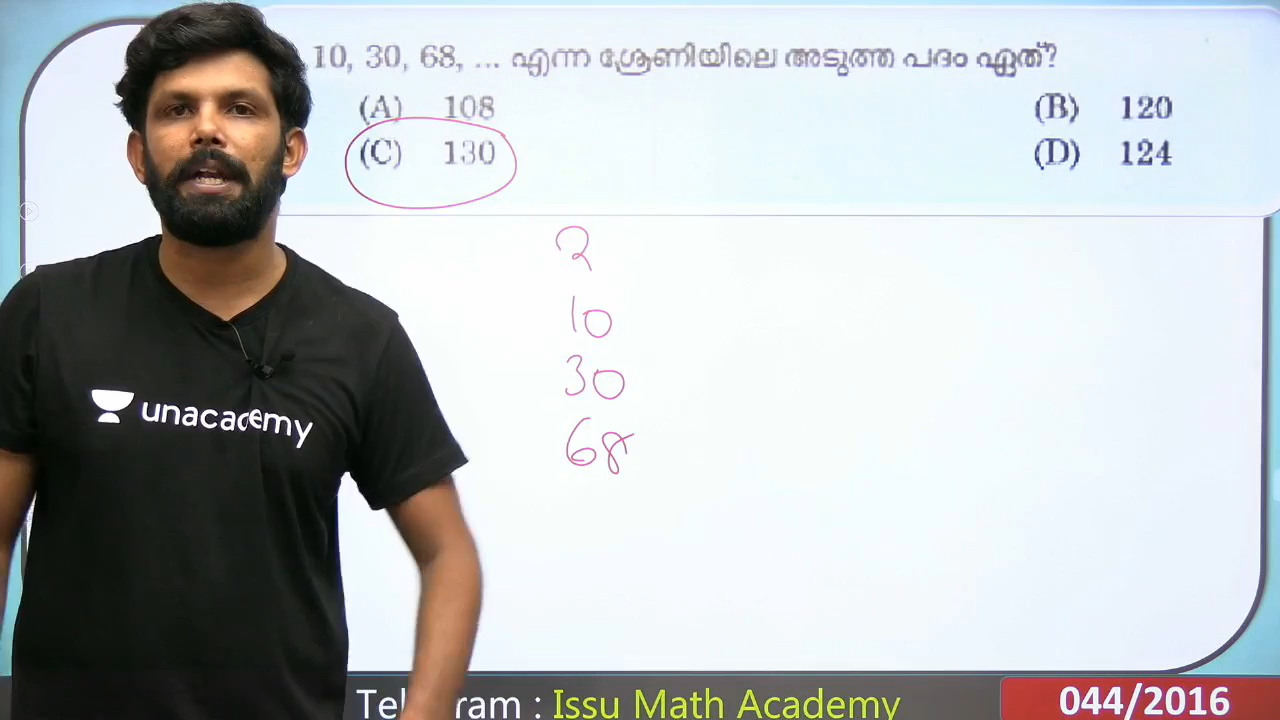 10, 30, 68, ... എന്ന ശ്രേണിയിലെ അടുത്ത പദം ഏത്?
(A) 108 (B) 120
(C) 130 (D) 124
2
10
30
68
unacademy
Issu Math Academy
044/2016